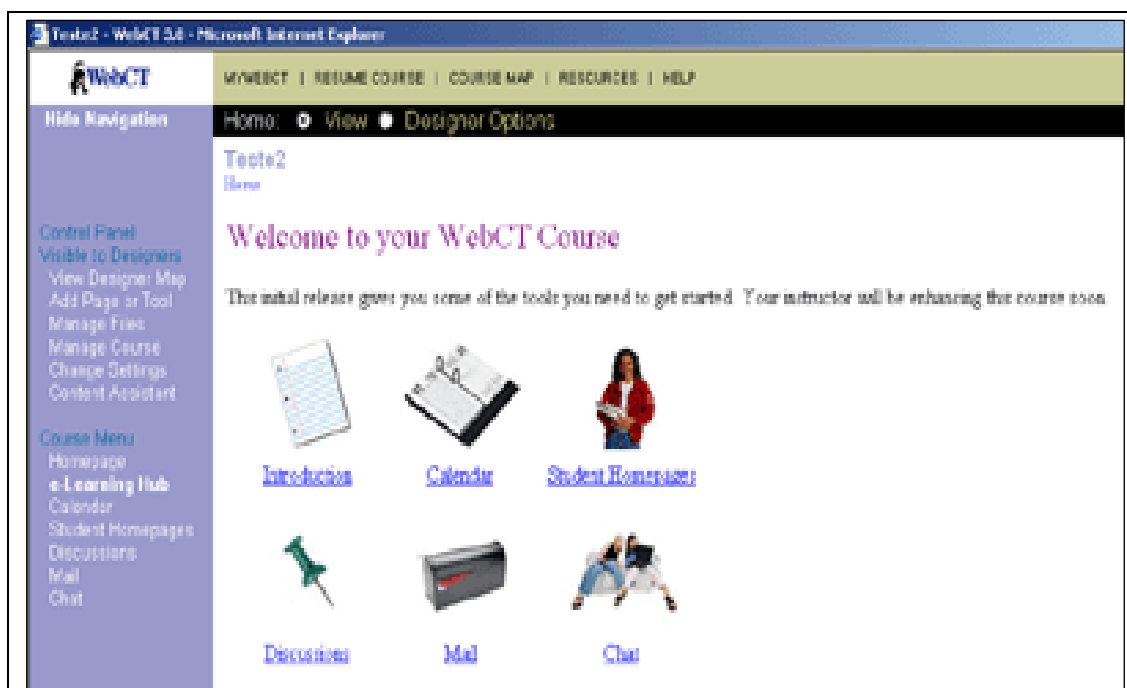 Teste2 - WebCT 3.8 - Microsoft Internet Explorer
WebCT
MYWEBCT | RESUME COURSE | COURSE MAP | RESOURCES | HELP
Hide Navigation
Home: View Designer Options
Teste2
Home
Control Panel
Visible to Designers
View Designer Map
Add Page or Tool
Manage Files
Manage Course
Change Settings
Content Assistant
Course Menu
Homepage
e-Learning Hub
Calendar
Student Homepages
Discussions
Mail
Chat
Welcome to your WebCT Course
This initial release gives you some of the tools you need to get started. Your instructor will be enhancing this course soon.
Introduction
Calendar
Student Homepages
Discussions
Mail
Chat